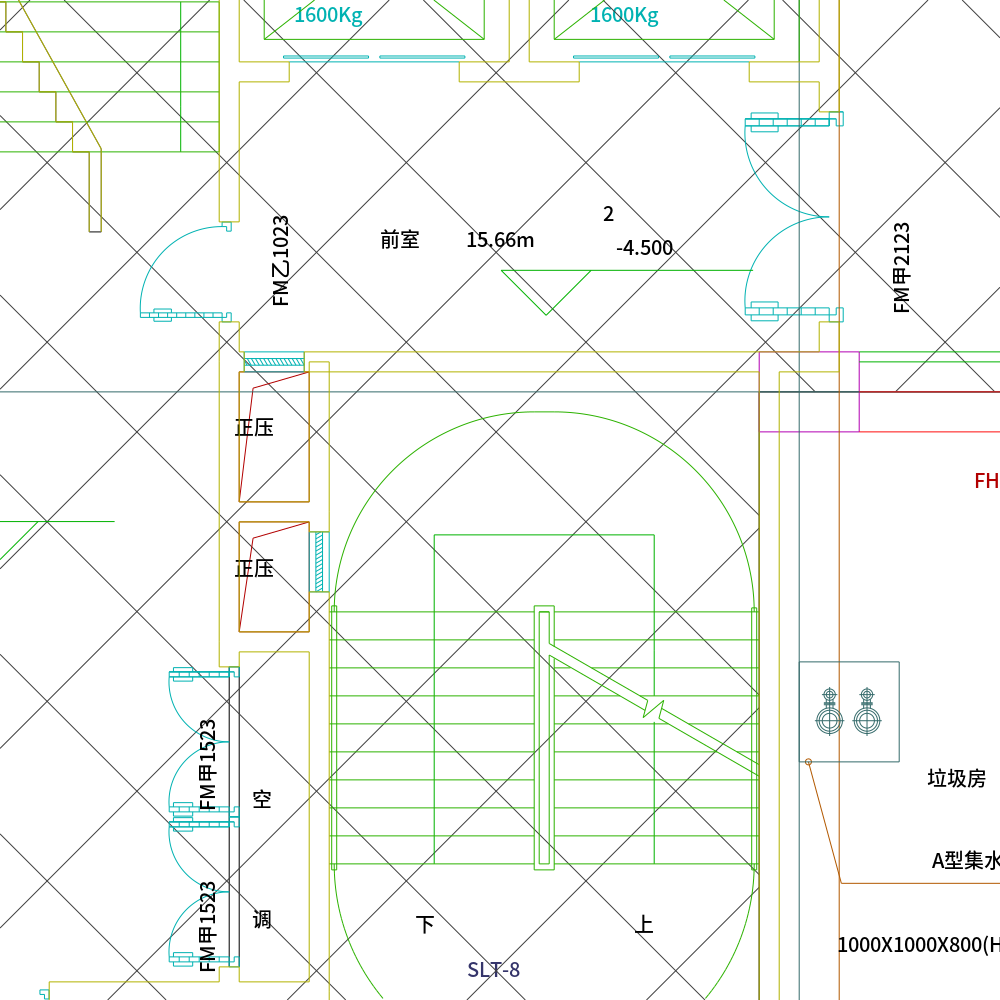 1600Kg
1600Kg
2
前室
15.66m
-4.500
FM乙1023
FM甲2123
正压
FH
正压
FM甲1523
空
垃圾房
A型集水
FM甲1523
调
下
上
1000X1000X800(H
SLT-8